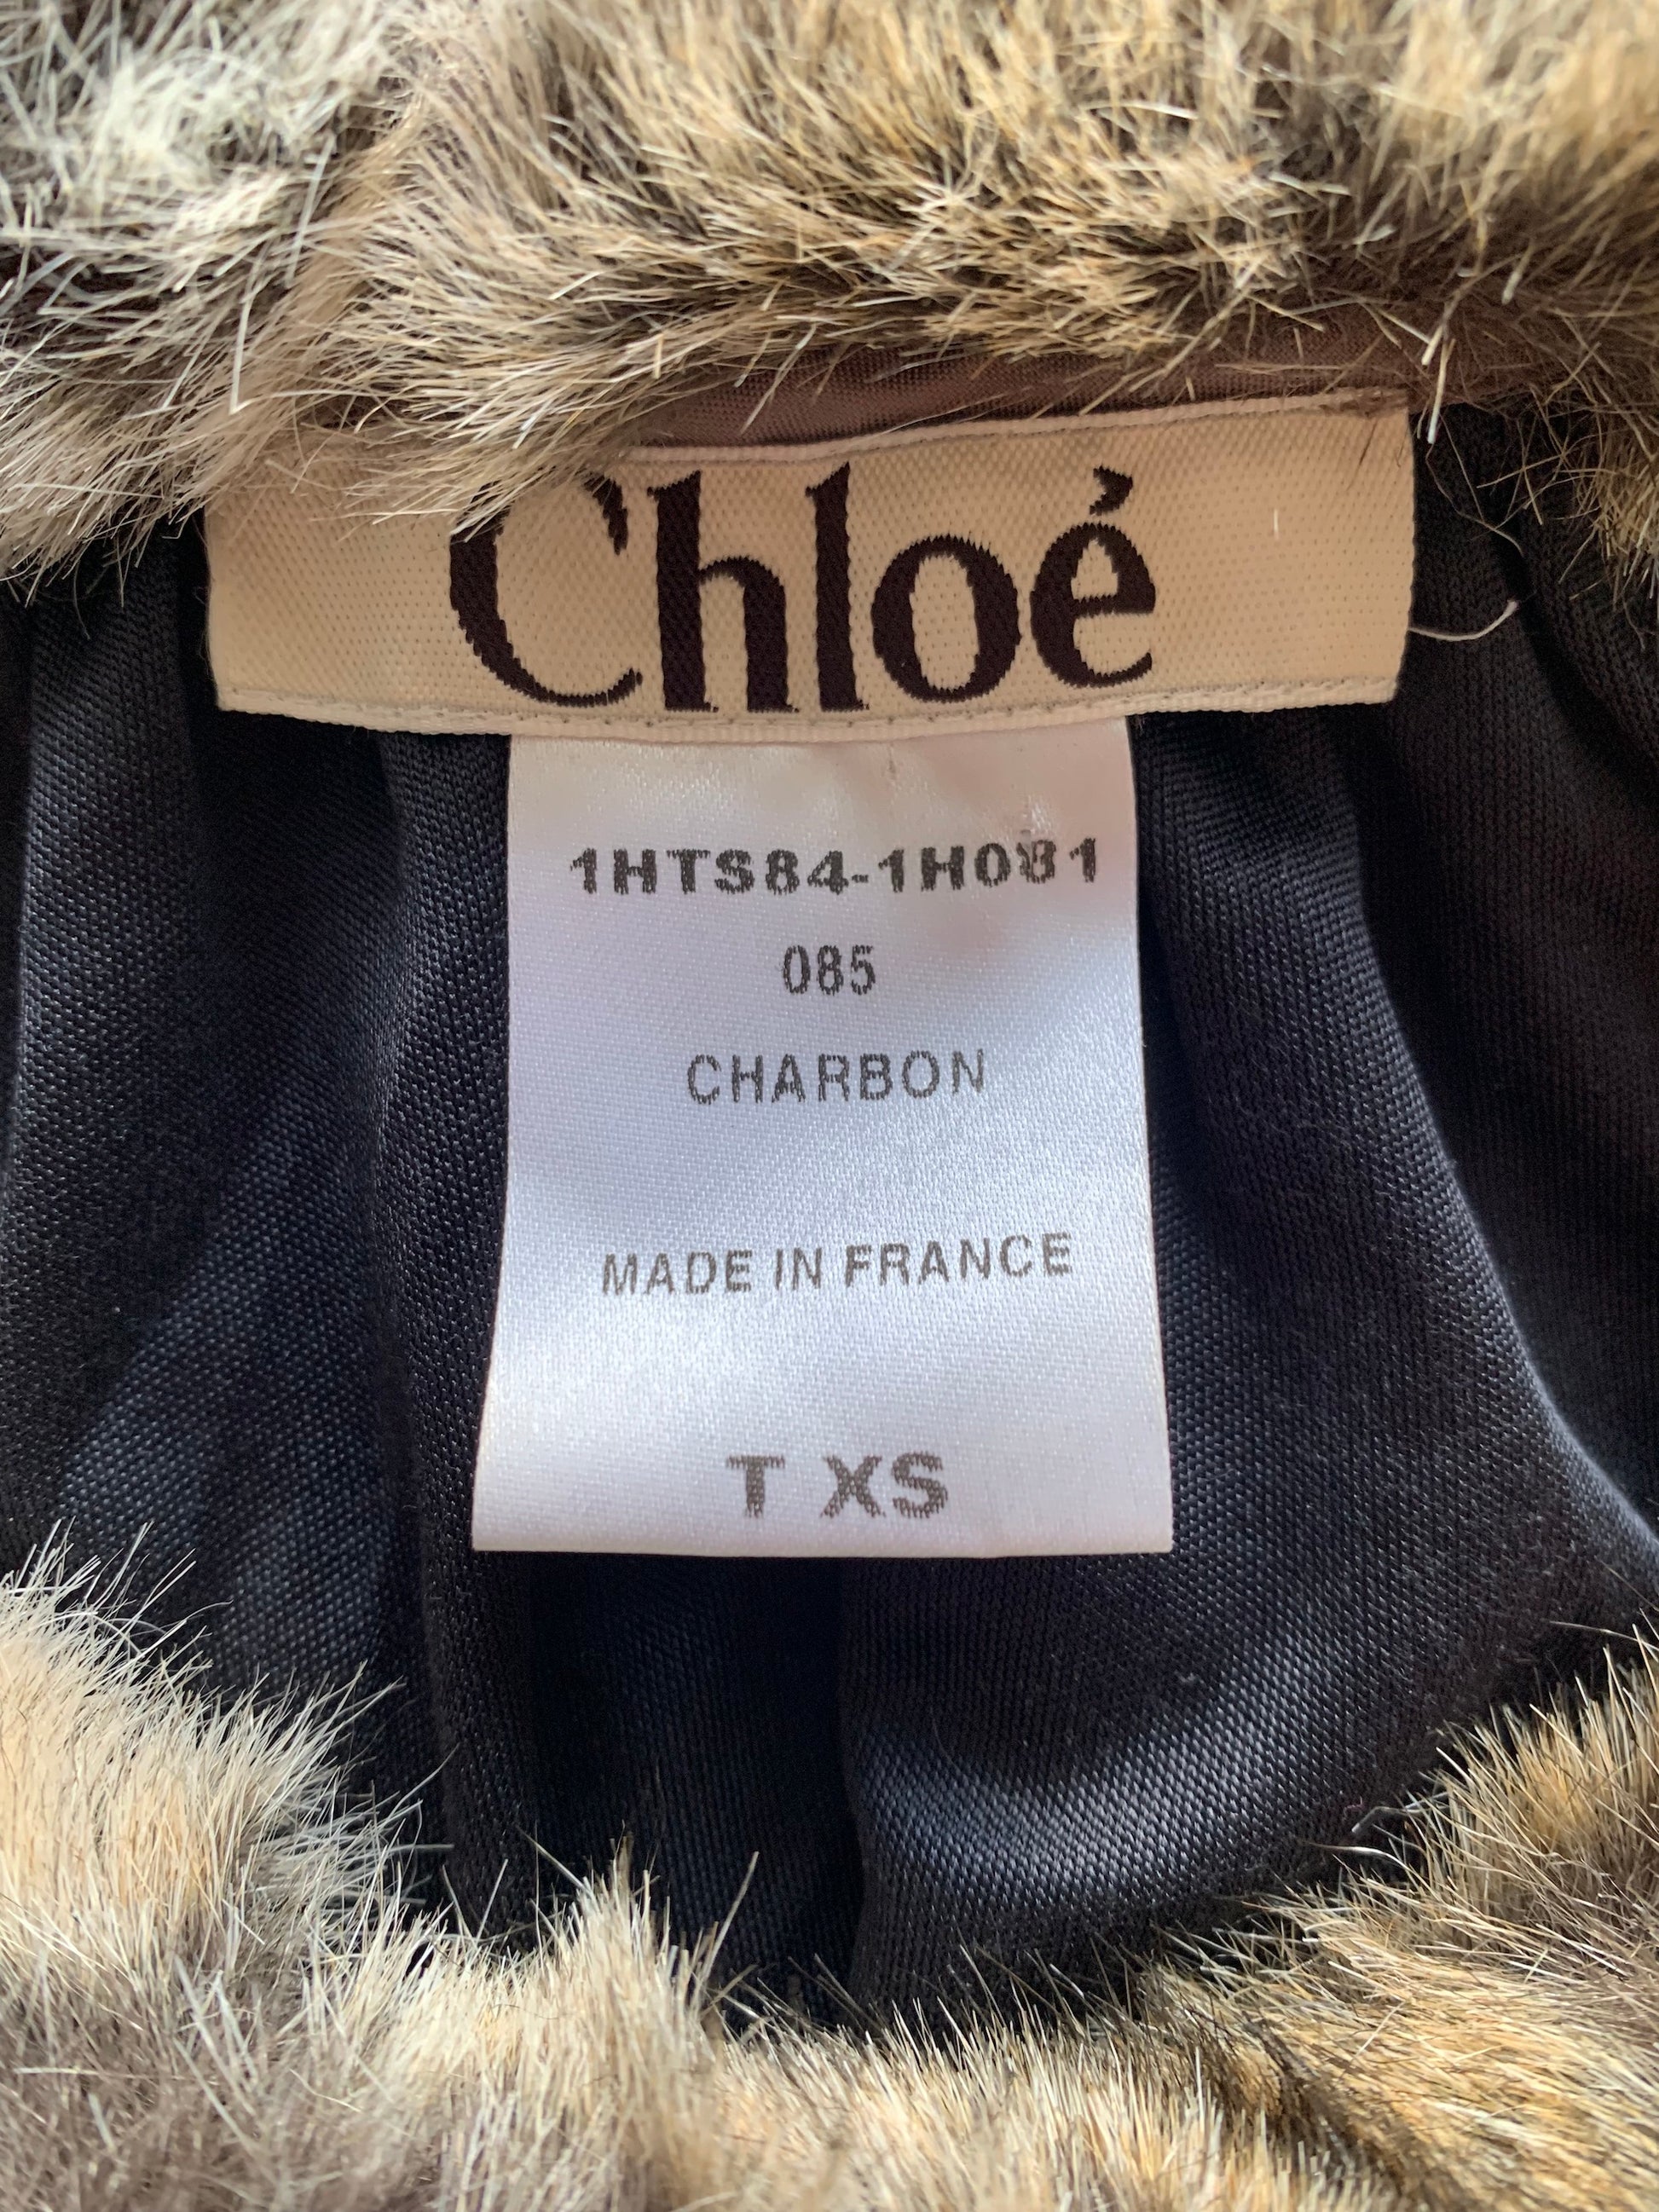 Chloé
1HTS84-1H081
085
CHARBON
MADE IN FRANCE
T XS